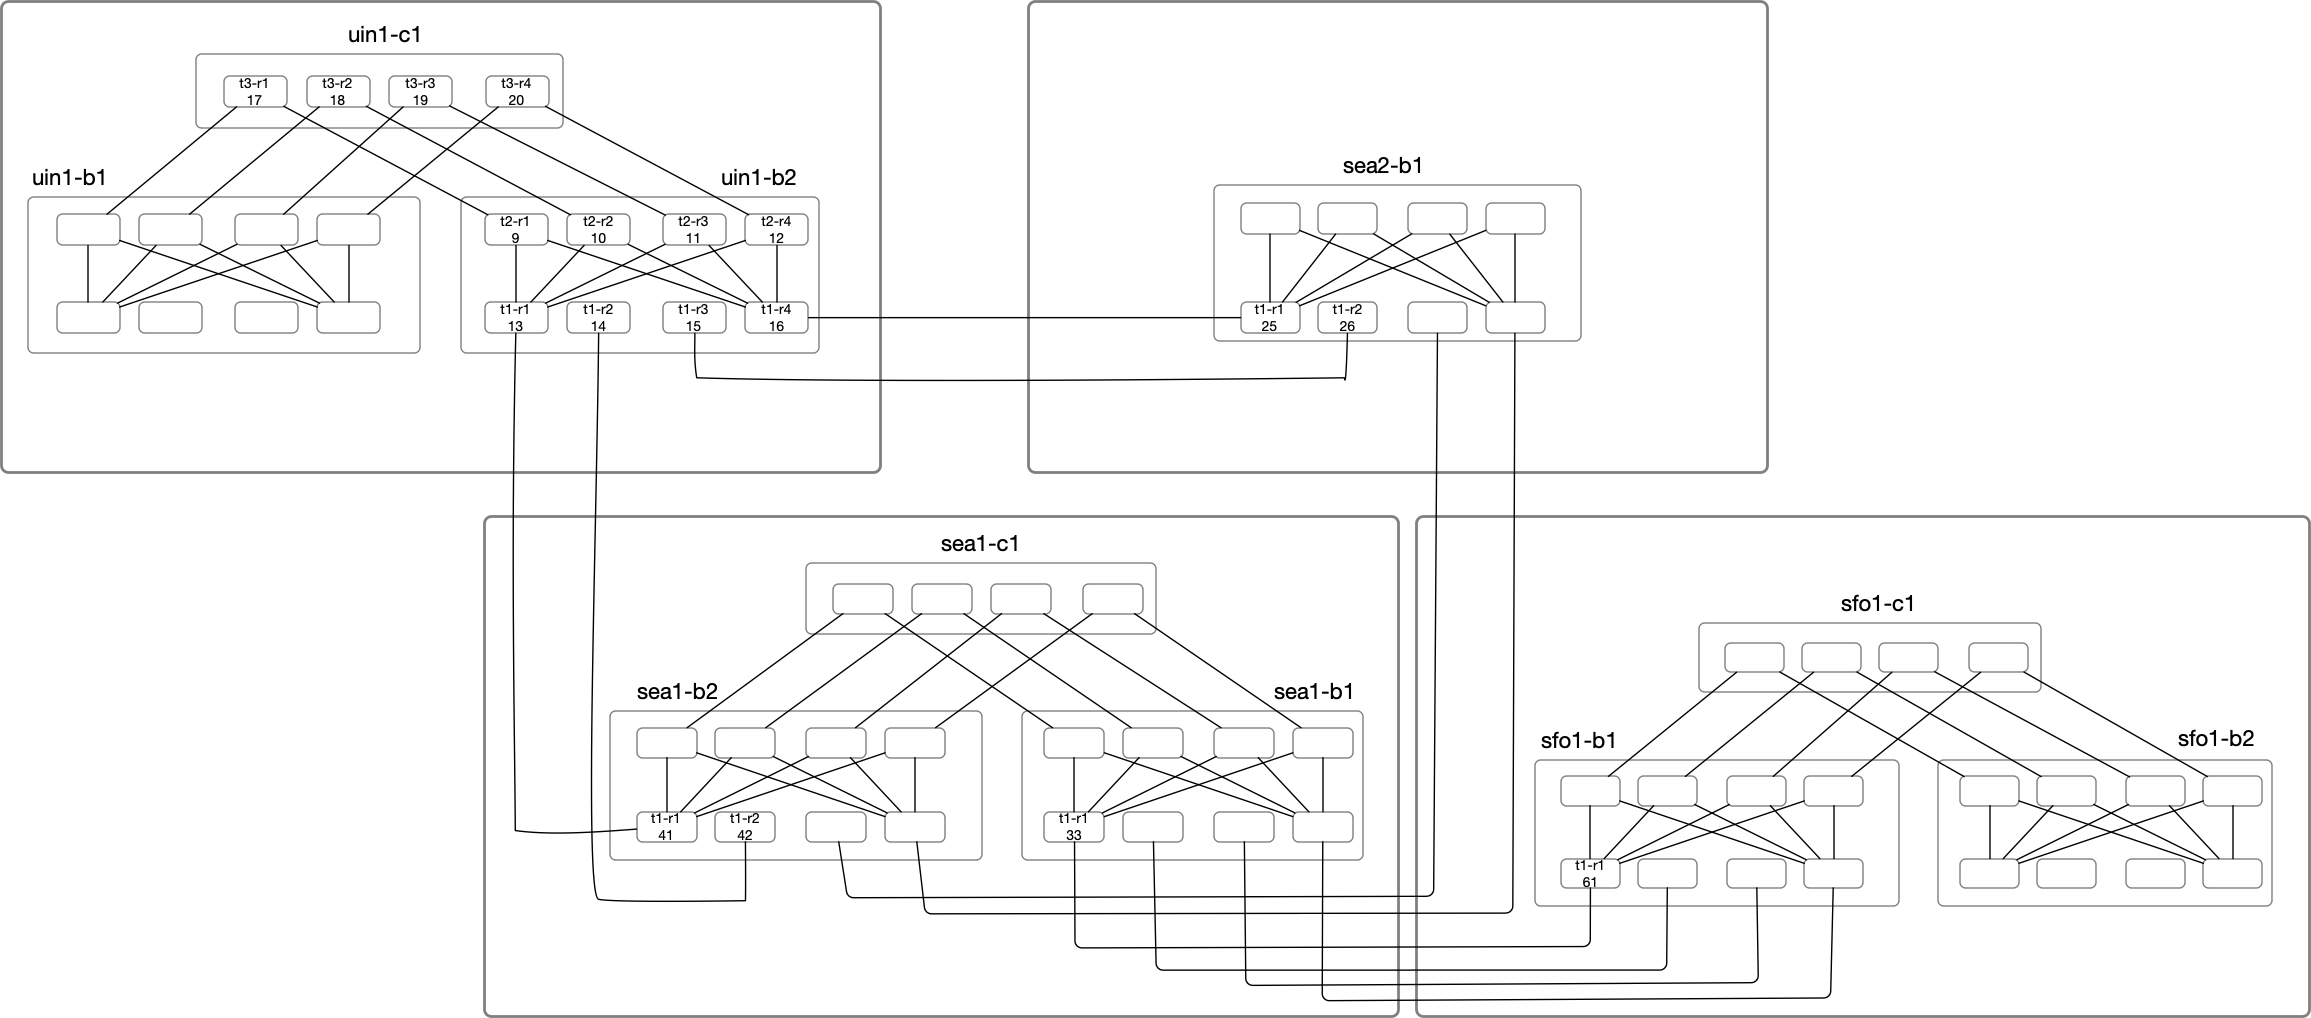 uin1-c1
t3-r1
17
t3-r2
18
t3-r3
19
t3-r4
20
uin1-b1
uin1-b2
t2-r1
9
t2-r2
10
t2-r3
11
t2-r4
12
t1-r1
13
t1-r2
14
t1-r3
15
t1-r4
16
sea2-b1
t1-r1
25
t1-r2
26
sea1-c1
sea1-b2
sea1-b1
t1-r1
41
t1-r2
42
t1-r1
33
sfo1-c1
sfo1-b1
sfo1-b2
t1-r1
61